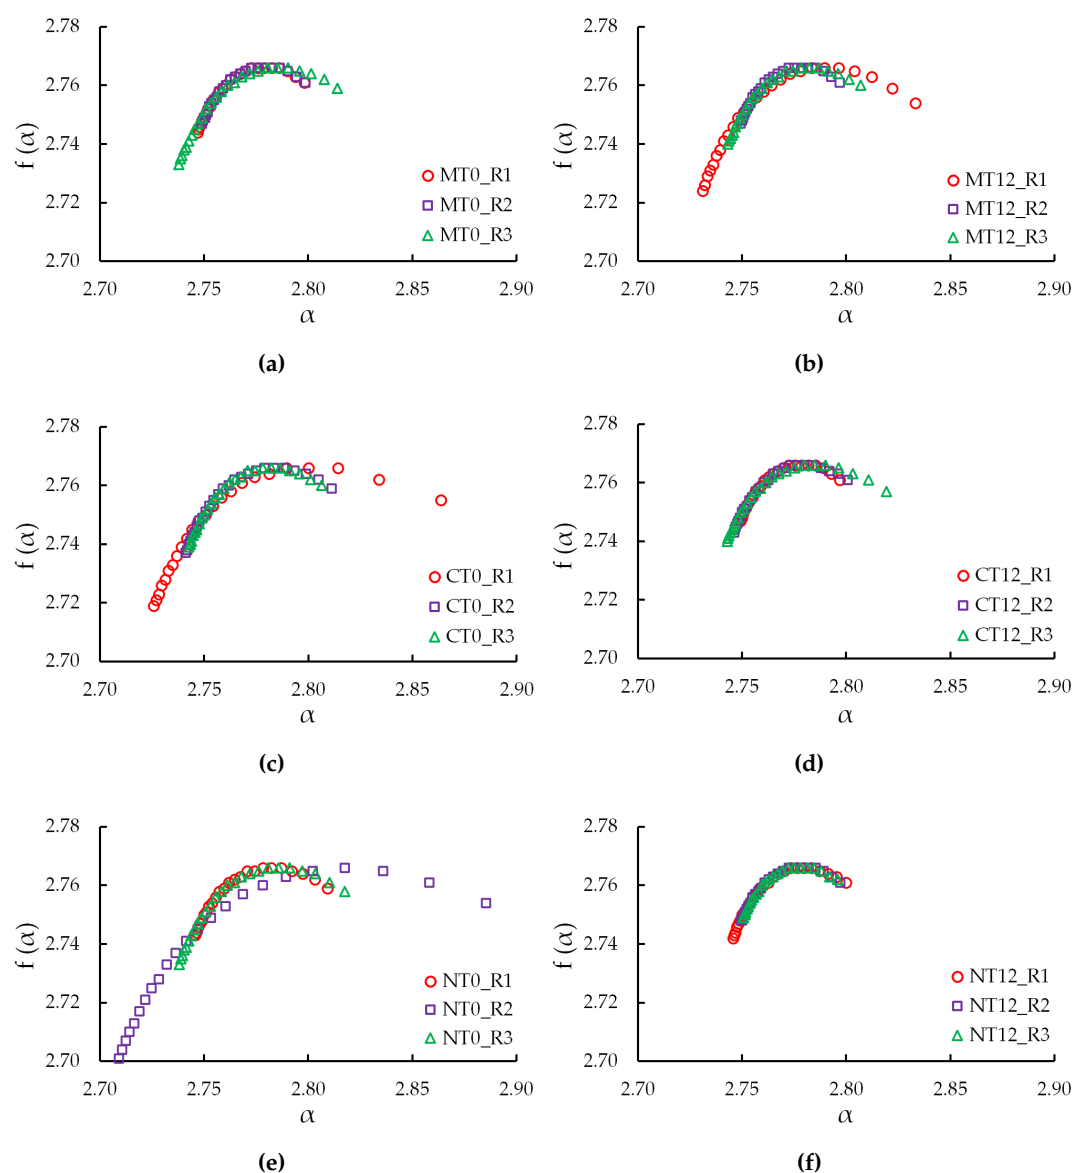 2.78
2.76
2.74
2.72
2.70
f (α)
2.70 2.75 2.80 2.85 2.90
α
MT0_R1
MT0_R2
MT0_R3
(a)
2.78
2.76
2.74
2.72
2.70
f (α)
2.70 2.75 2.80 2.85 2.90
α
MT12_R1
MT12_R2
MT12_R3
(b)
2.78
2.76
2.74
2.72
2.70
f (α)
2.70 2.75 2.80 2.85 2.90
α
CT0_R1
CT0_R2
CT0_R3
(c)
2.78
2.76
2.74
2.72
2.70
f (α)
2.70 2.75 2.80 2.85 2.90
α
CT12_R1
CT12_R2
CT12_R3
(d)
2.78
2.76
2.74
2.72
2.70
f (α)
2.70 2.75 2.80 2.85 2.90
α
NT0_R1
NT0_R2
NT0_R3
(e)
2.78
2.76
2.74
2.72
2.70
f (α)
2.70 2.75 2.80 2.85 2.90
α
NT12_R1
NT12_R2
NT12_R3
(f)